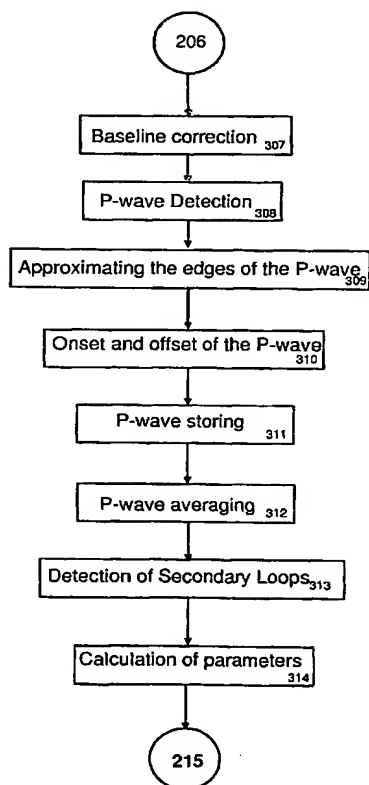 206
Baseline correction 307
P-wave Detection 308
Approximating the edges of the P-wave 309
Onset and offset of the P-wave 310
P-wave storing 311
P-wave averaging 312
Detection of Secondary Loops 313
Calculation of parameters 314
215